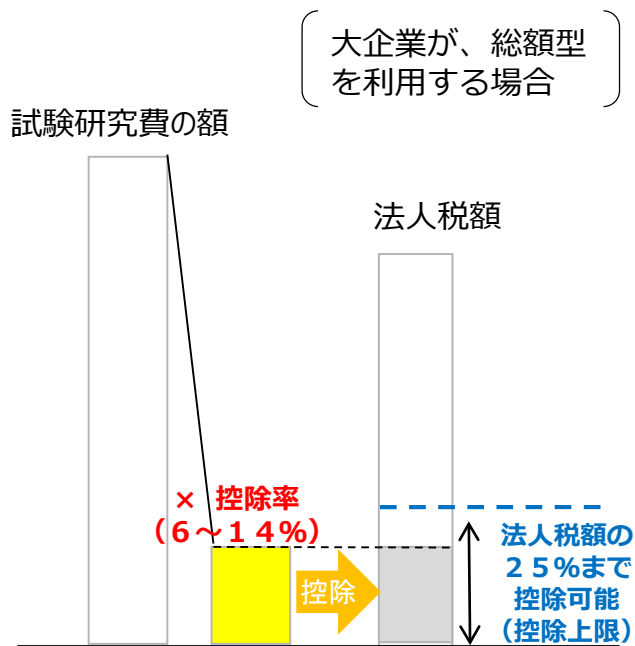 大企業が、総額型
を利用する場合
試験研究費の額
法人税額
× 控除率
（６～１４％）
控除
法人税額の
２５％まで
控除可能
（控除上限）